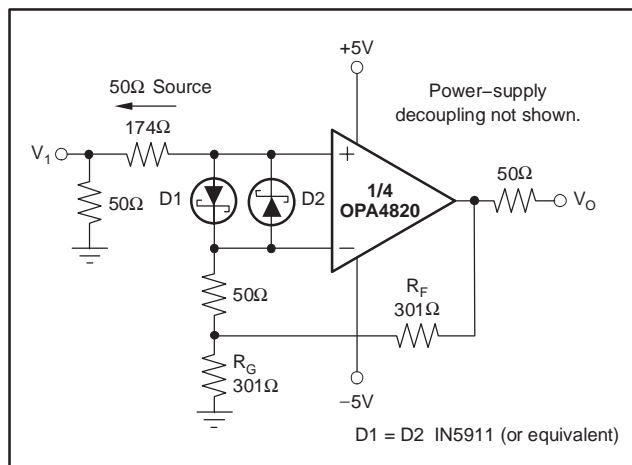 +5V
50Ω Source
Power−supply
decoupling not shown.
174Ω
V1
50Ω
D1
D2
+
−
1/4
OPA4820
50Ω
VO
50Ω
RF
301Ω
RG
301Ω
−5V
D1 = D2 IN5911 (or equivalent)